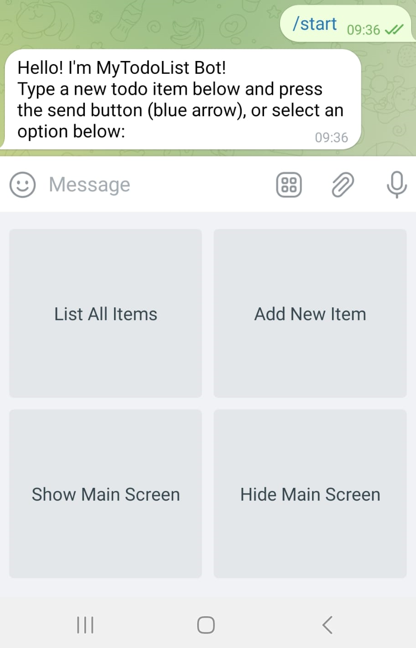 /start
09:36
Hello! I'm MyTodoList Bot!
Type a new todo item below and press
the send button (blue arrow), or select an
option below:
09:36
Message
List All Items
Add New Item
Show Main Screen
Hide Main Screen